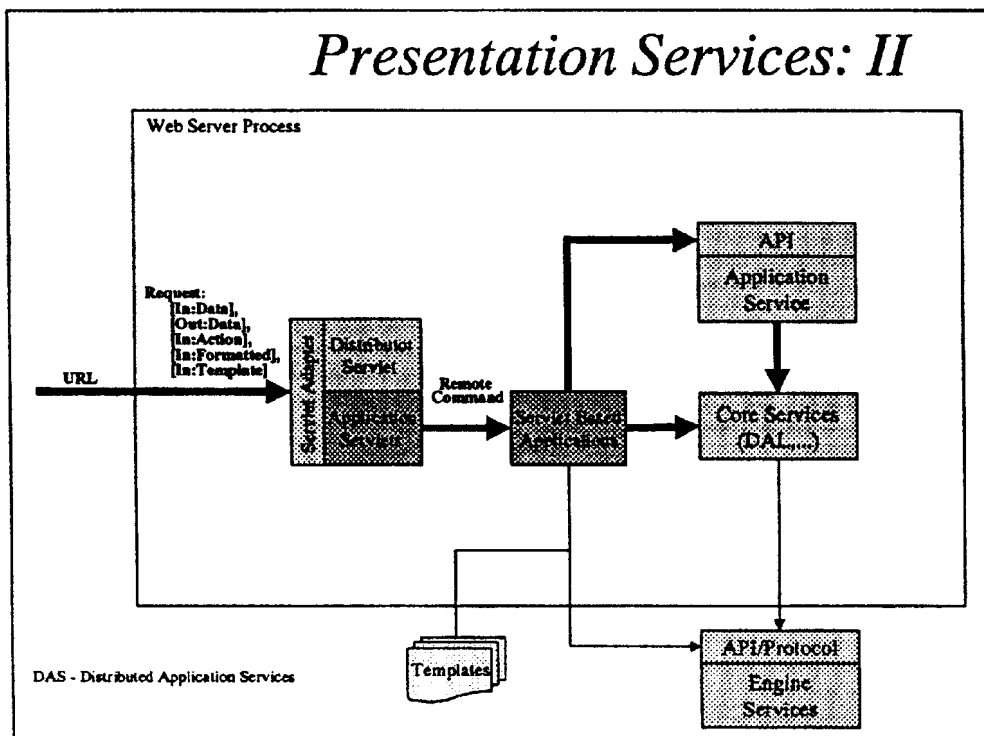 Presentation Services: II
Web Server Process
Request:
[In:Data],
[Out:Data],
[In:Action],
[In:Formatted],
[In:Template]
URL
Servlet Adapter
Distributor
Servlet
Application
Servlets
Remote
Command
Servlet Based
Applications
API
Application
Service
Core Services
(DAL,...)
Templates
API/Protocol
Engine
Services
DAS - Distributed Application Services